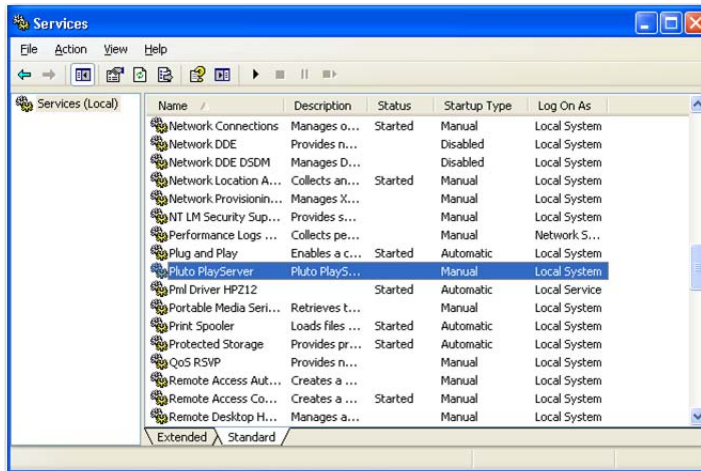 Services
File Action View Help
Services (Local)
Name Description Status Startup Type Log On As
Network Connections Manages o... Started Manual Local System
Network DDE Provides n... Disabled Local System
Network DDE DSDM Manages D... Disabled Local System
Network Location A... Collects an... Started Manual Local System
Network Provisionin... Manages X... Manual Local System
NT LM Security Sup... Provides s... Manual Local System
Performance Logs ... Collects pe... Manual Network S...
Plug and Play Enables a c... Started Automatic Local System
Pluto PlayServer Pluto PlayS... Manual Local System
Pml Driver HPZ12 Started Automatic Local Service
Portable Media Seri... Retrieves t... Manual Local System
Print Spooler Loads files ... Started Automatic Local System
Protected Storage Provides pr... Started Automatic Local System
QoS RSVP Provides n... Manual Local System
Remote Access Aut... Creates a ... Manual Local System
Remote Access Co... Creates a ... Started Manual Local System
Remote Desktop H... Manages a... Manual Local System
Extended Standard